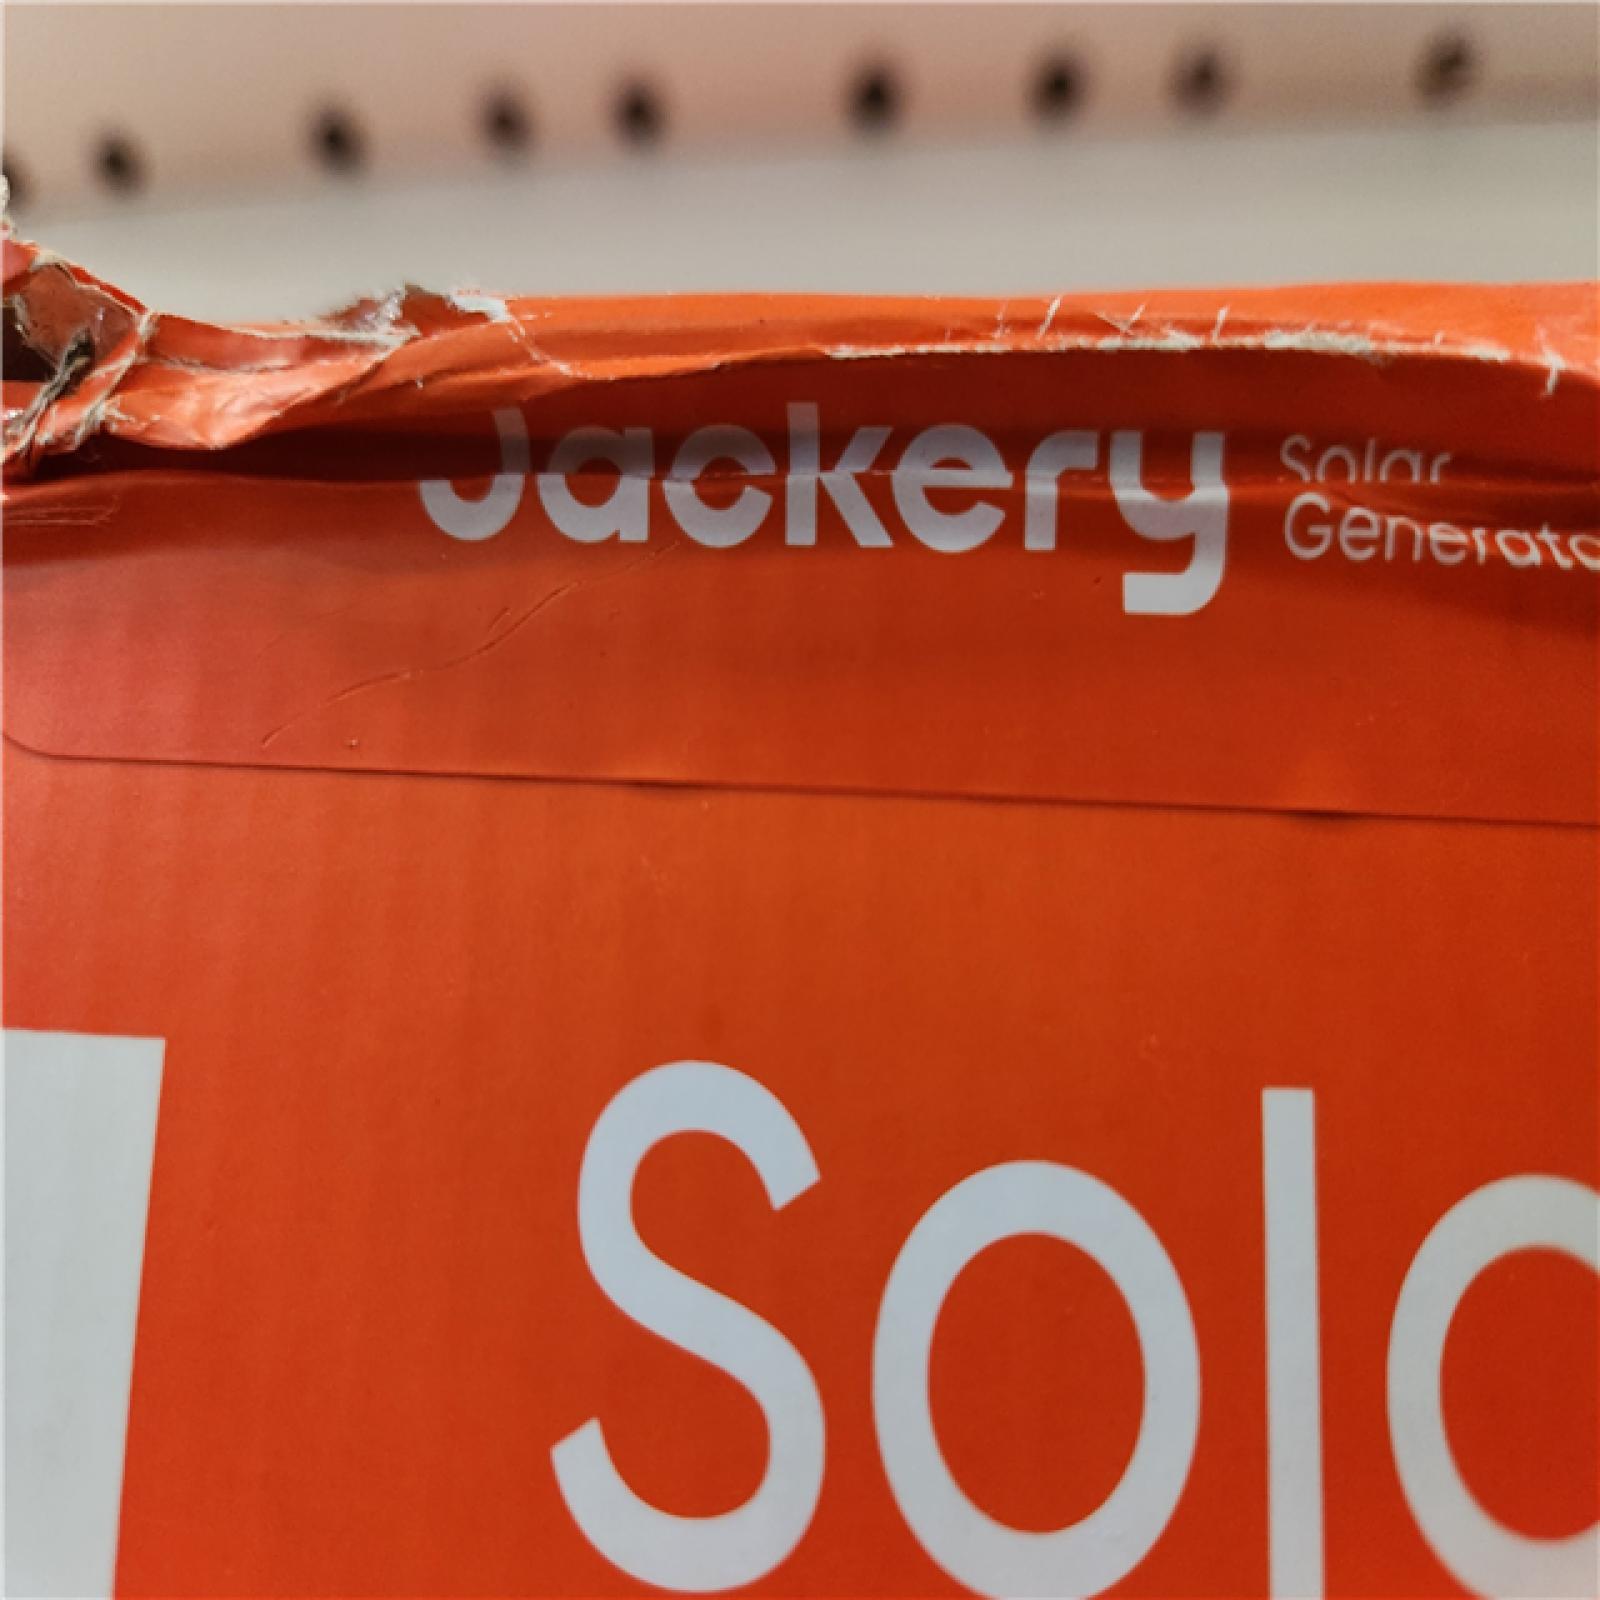 Jackery
Solar
Generato
Sola